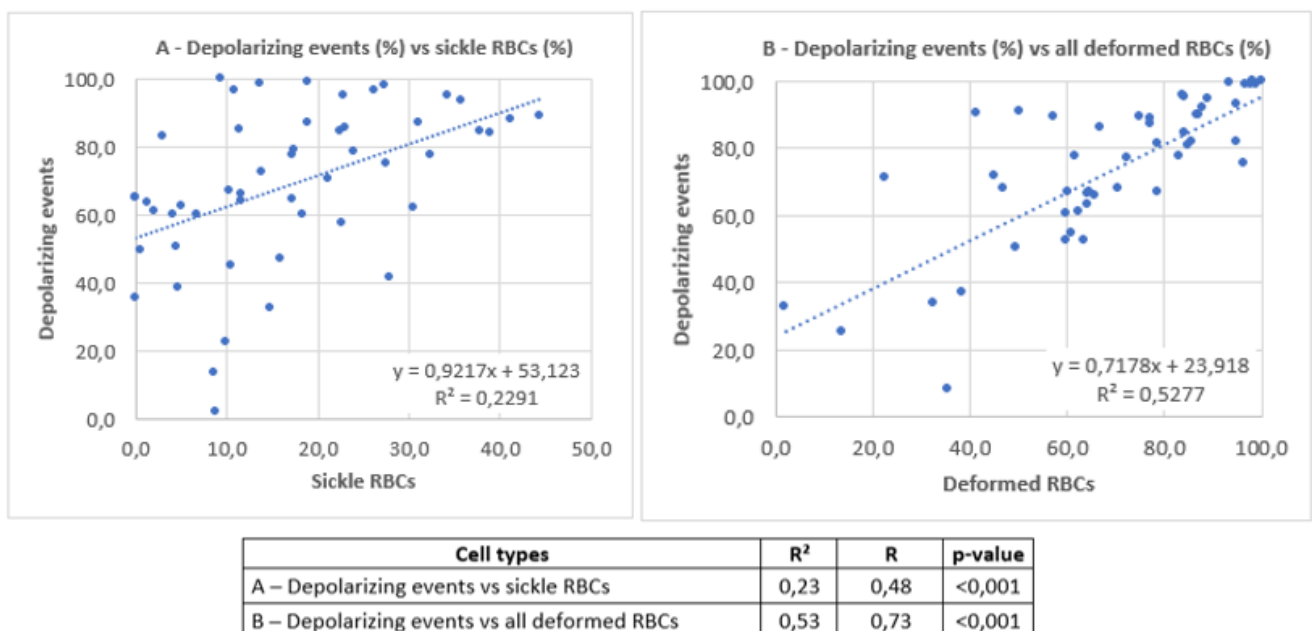 A - Depolarizing events (%) vs sickle RBCs (%)
100,0
80,0
60,0
40,0
20,0
0,0
Depolarizing events
y = 0,9217x + 53,123
R² = 0,2291
0,0 10,0 20,0 30,0 40,0 50,0
Sickle RBCs
B - Depolarizing events (%) vs all deformed RBCs (%)
100,0
80,0
60,0
40,0
20,0
0,0
Depolarizing events
y = 0,7178x + 23,918
R² = 0,5277
0,0 20,0 40,0 60,0 80,0 100,0
Deformed RBCs
Cell types R² R p-value
A – Depolarizing events vs sickle RBCs 0,23 0,48 <0,001
B – Depolarizing events vs all deformed RBCs 0,53 0,73 <0,001